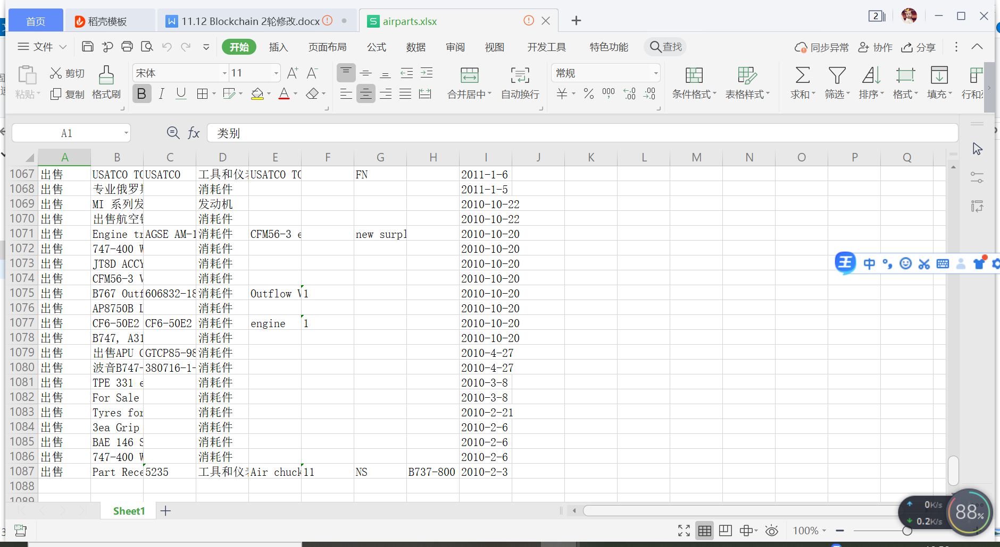 首页
稻壳模板
W 11.12 Blockchain 2轮修改.docx
S airparts.xlsx
2
文件
开始
插入
页面布局
公式
数据
审阅
视图
开发工具
特色功能
查找
同步异常
协作
分享
粘贴
剪切
复制
格式刷
宋体
11
合并居中
自动换行
常规
条件格式
表格样式
求和
筛选
排序
格式
填充
A1
fx
类别
A B C D E F G H I J K L M N O P Q
1067 出售 USATCO TO USATCO 工具和仪 USATCO TO FN 2011-1-6
1068 出售 专业俄罗 消耗件 2011-1-5
1069 出售 MI 系列发 发动机 2010-10-22
1070 出售 出售航空 消耗件 2010-10-22
1071 出售 Engine tr AGSE AM-1 消耗件 CFM56-3 e new surpl 2010-10-20
1072 出售 747-400 W 消耗件 2010-10-20
1073 出售 JT8D ACCY 消耗件 2010-10-20
1074 出售 CFM56-3 V 消耗件 2010-10-20
1075 出售 B767 Outf 606832-18 消耗件 Outflow V 1 2010-10-20
1076 出售 AP8750B L 消耗件 2010-10-20
1077 出售 CF6-50E2 CF6-50E2 消耗件 engine 1 2010-10-20
1078 出售 B747, A31 消耗件 2010-10-20
1079 出售 出售APU G GTCP85-98 消耗件 2010-4-27
1080 出售 波音B747- 380716-1- 消耗件 2010-4-27
1081 出售 TPE 331 e 消耗件 2010-3-8
1082 出售 For Sale 消耗件 2010-3-8
1083 出售 Tyres for 消耗件 2010-2-21
1084 出售 3ea Grip 消耗件 2010-2-6
1085 出售 BAE 146 S 消耗件 2010-2-6
1086 出售 747-400 W 消耗件 2010-2-6
1087 出售 Part Rece 5235 工具和仪 Air chuck 11 NS B737-800 2010-2-3
1088
1089
王 中
Sheet1
0K/s
0.2K/s
88%
100%